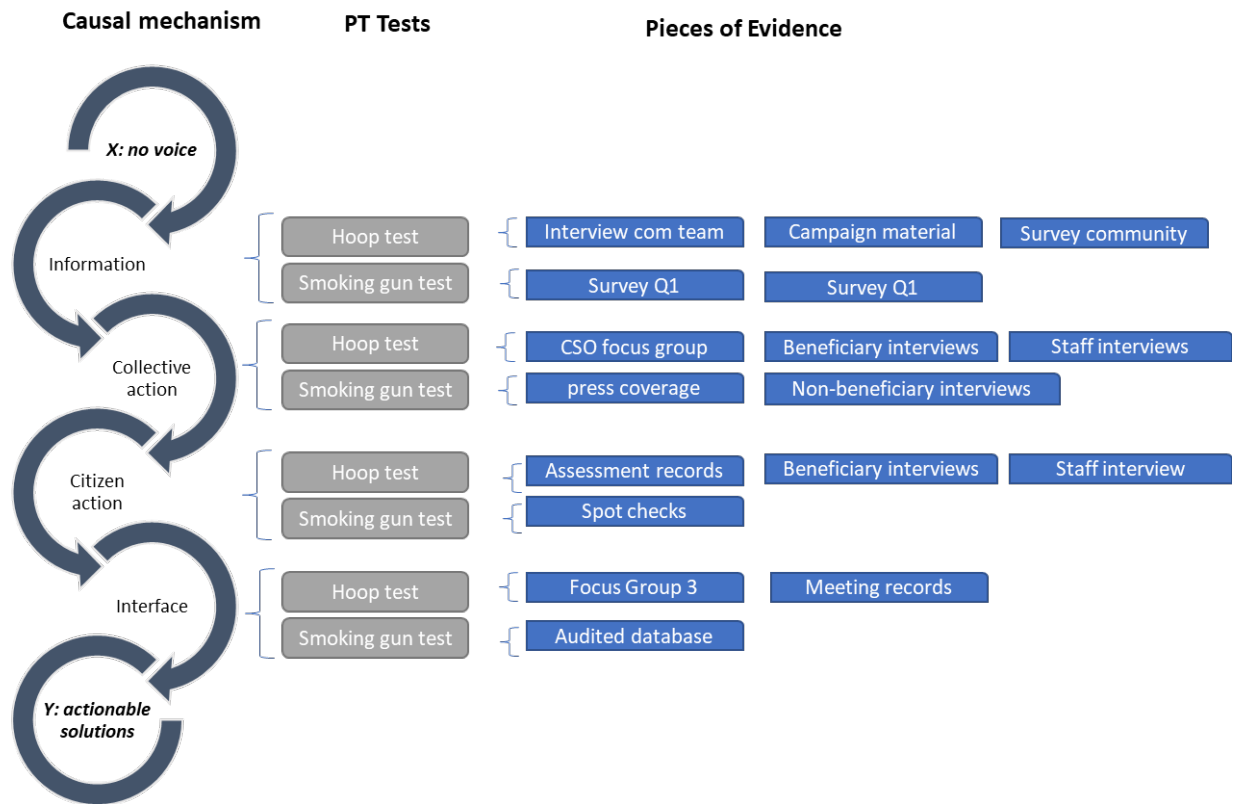 Causal mechanism
PT Tests
Pieces of Evidence
X: no voice
Information
Hoop test
Interview com team
Campaign material
Survey community
Smoking gun test
Survey Q1
Survey Q1
Collective
action
Hoop test
CSO focus group
Beneficiary interviews
Staff interviews
Smoking gun test
press coverage
Non-beneficiary interviews
Citizen
action
Hoop test
Assessment records
Beneficiary interviews
Staff interview
Smoking gun test
Spot checks
Interface
Hoop test
Focus Group 3
Meeting records
Smoking gun test
Audited database
Y: actionable
solutions